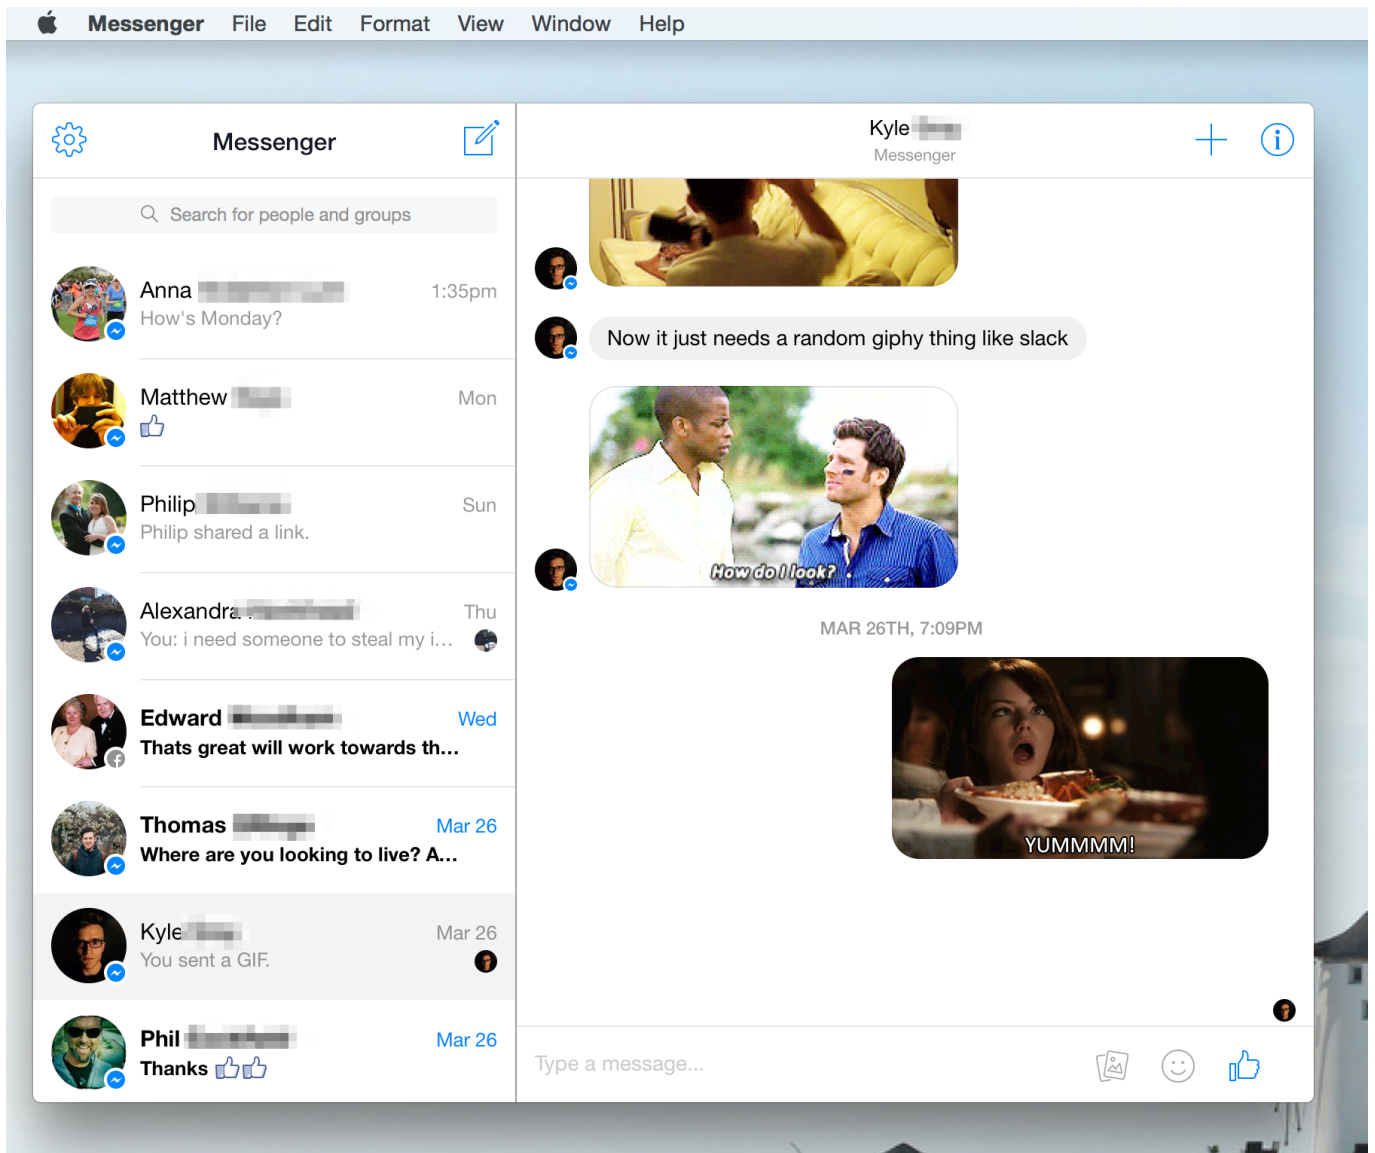 Messenger File Edit Format View Window Help
Messenger
Search for people and groups
Anna
1:35pm
How's Monday?
Matthew
Mon
Philip
Sun
Philip shared a link.
Alexandra
Thu
You: i need someone to steal my i...
Edward
Wed
Thats great will work towards th...
Thomas
Mar 26
Where are you looking to live? A...
Kyle
Mar 26
You sent a GIF.
Phil
Mar 26
Thanks
Kyle
Messenger
Now it just needs a random giphy thing like slack
How do I look?
MAR 26TH, 7:09PM
YUMMMM!
Type a message...